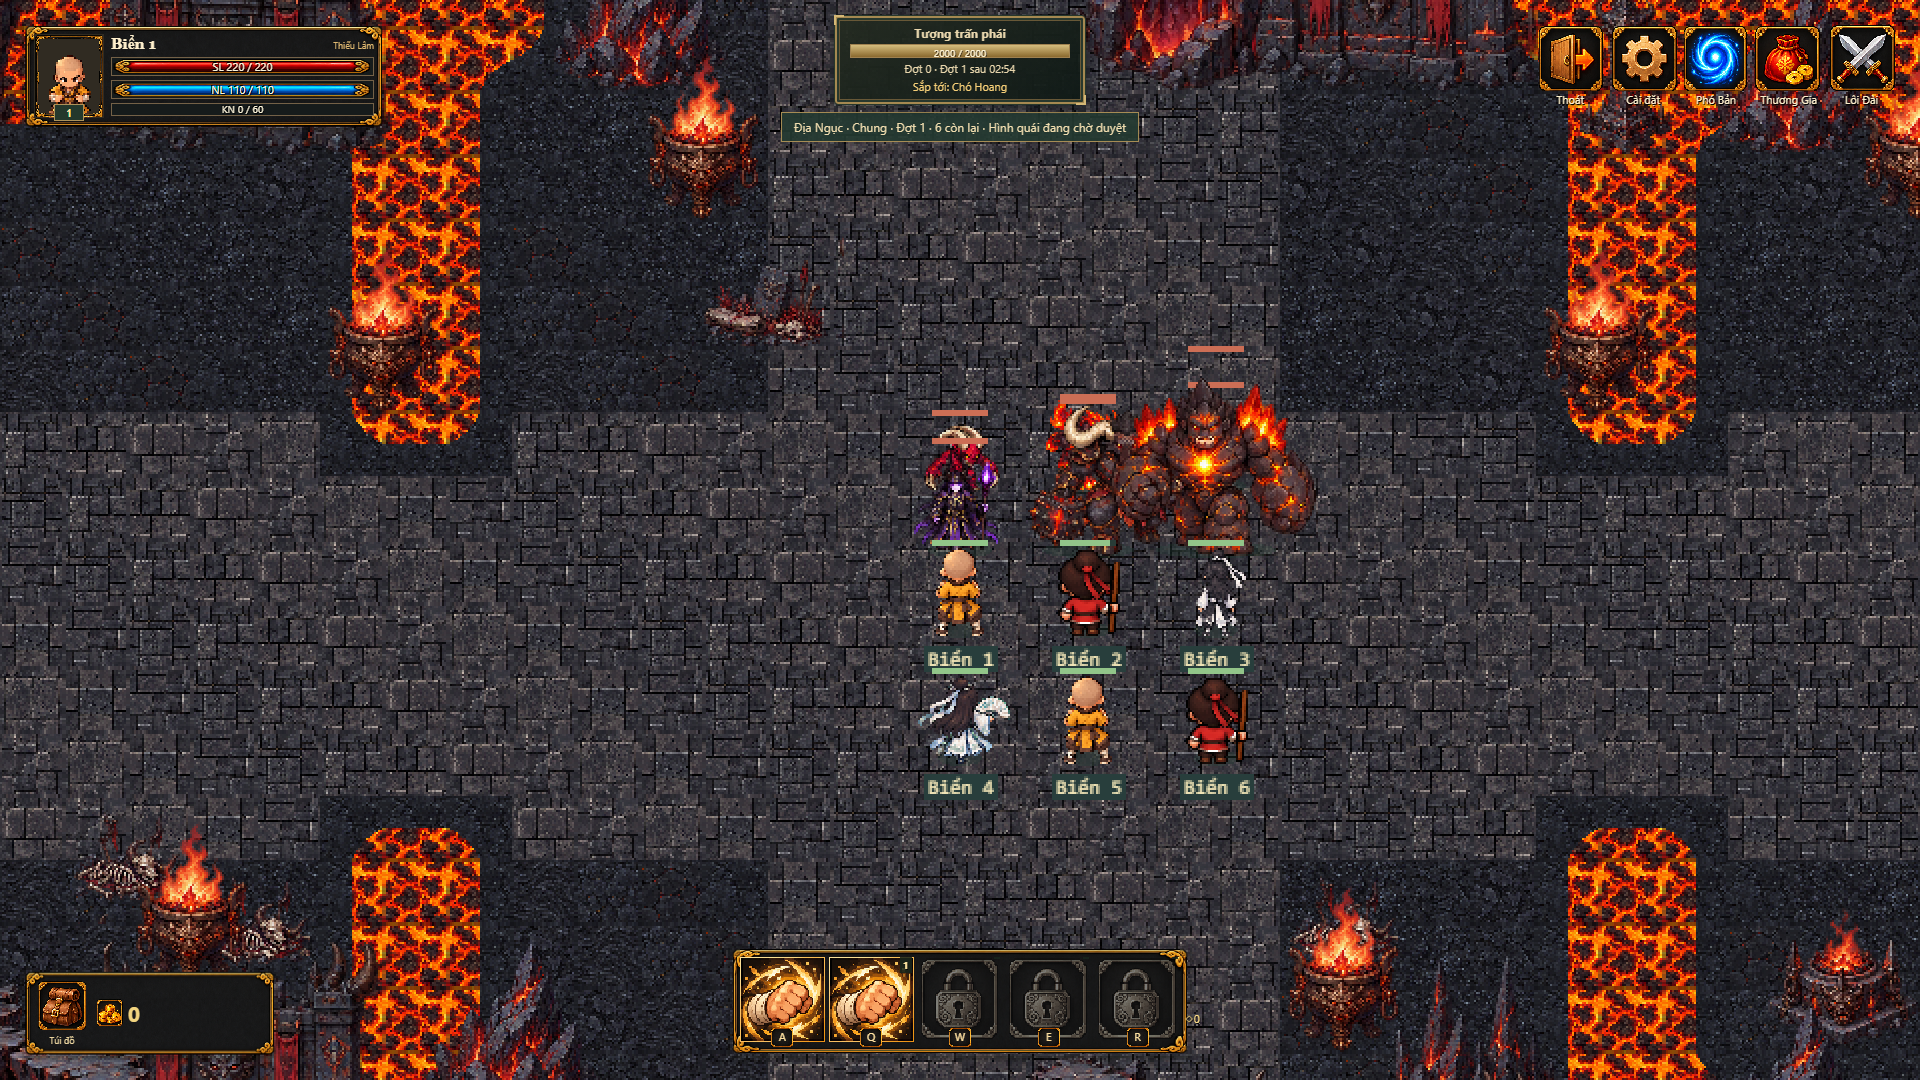 Biển 1
Thiếu Lâm
SL 220 / 220
NL 110 / 110
KN 0 / 60
1
Tượng trấn phái
2000 / 2000
Đợt 0 · Đợt 1 sau 02:54
Sắp tới: Chó Hoang
Địa Ngục · Chung · Đợt 1 · 6 còn lại · Hình quái đang chờ duyệt
Thoát
Cài đặt
Phó Bản
Thương Gia
Lôi Đài
Biển 1
Biển 2
Biển 3
Biển 4
Biển 5
Biển 6
0
Túi đồ
1
A
Q
W
E
R
0